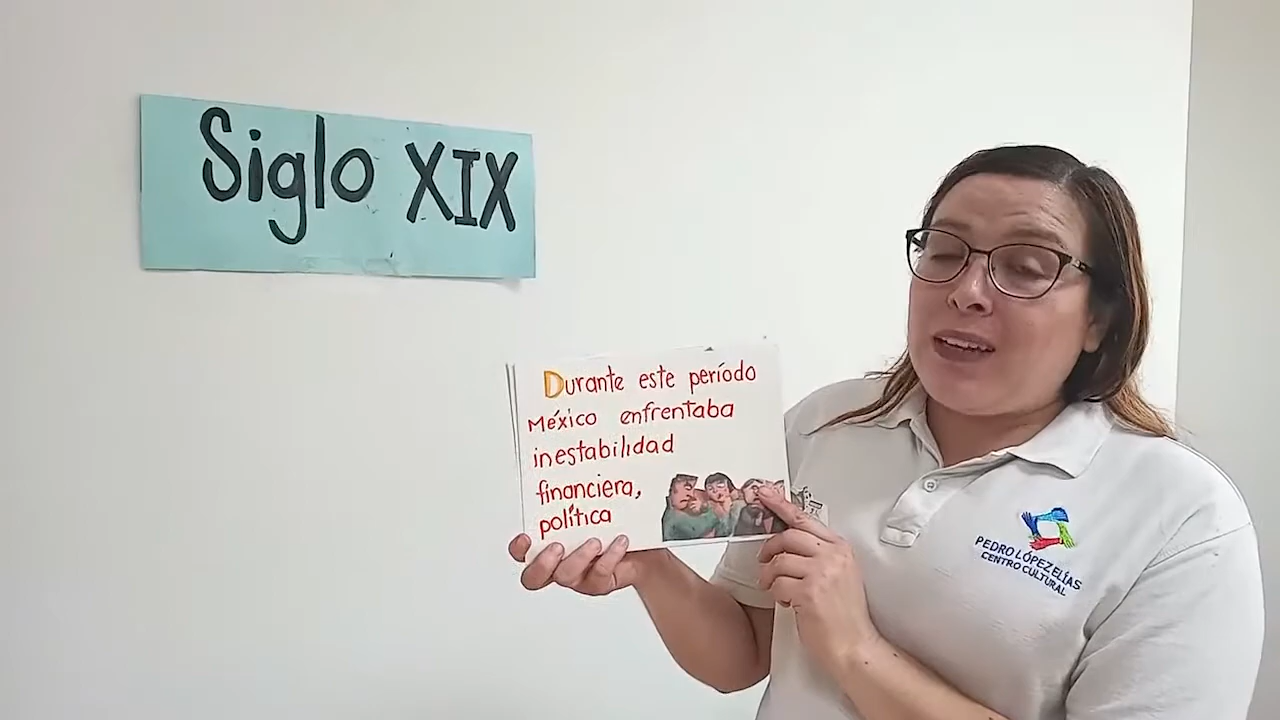 Siglo XIX
Durante este período
México enfrentaba
inestabilidad
financiera,
política
PEDRO LÓPEZ ELÍAS
CENTRO CULTURAL